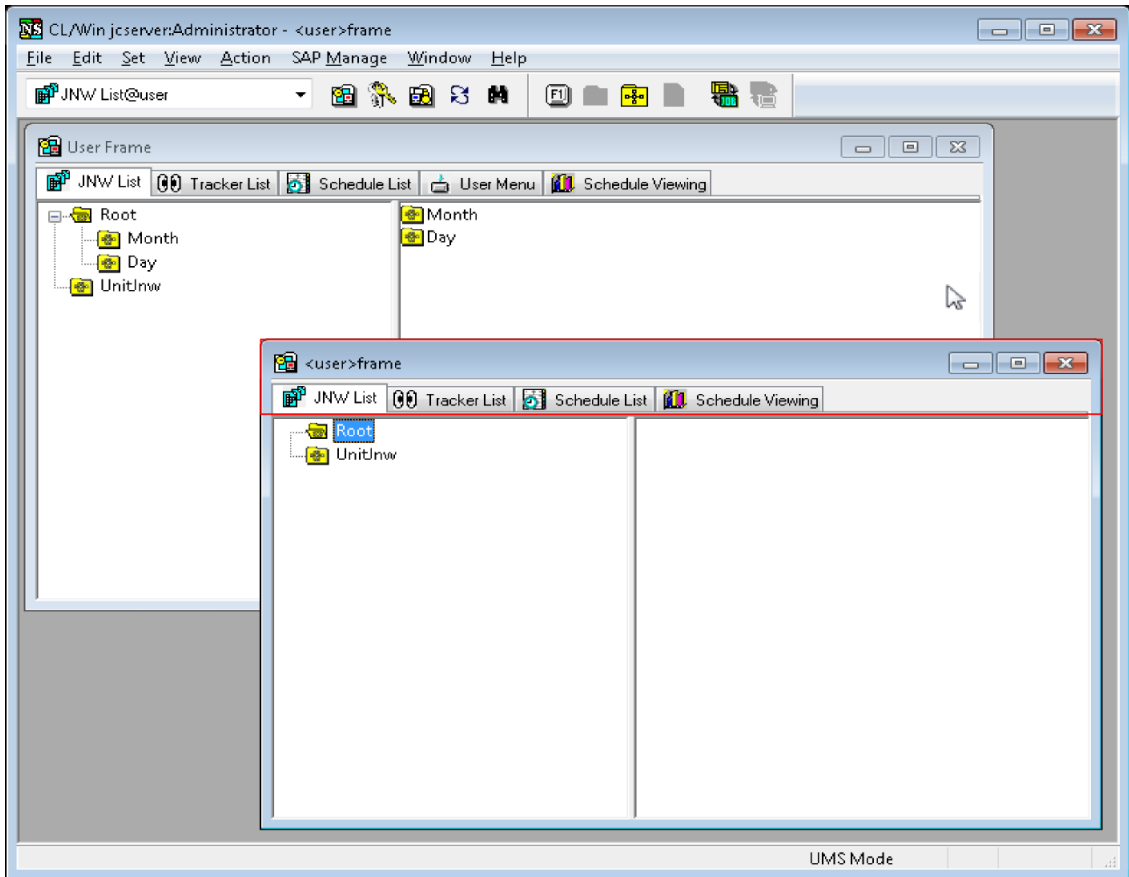 CL/Win jcserver:Administrator - <user>frame
File Edit Set View Action SAP Manage Window Help
JNW List@user
User Frame
JNW List Tracker List Schedule List User Menu Schedule Viewing
Root
Month
Day
UnitJnw
Month
Day
<user>frame
JNW List Tracker List Schedule List Schedule Viewing
Root
UnitJnw
UMS Mode